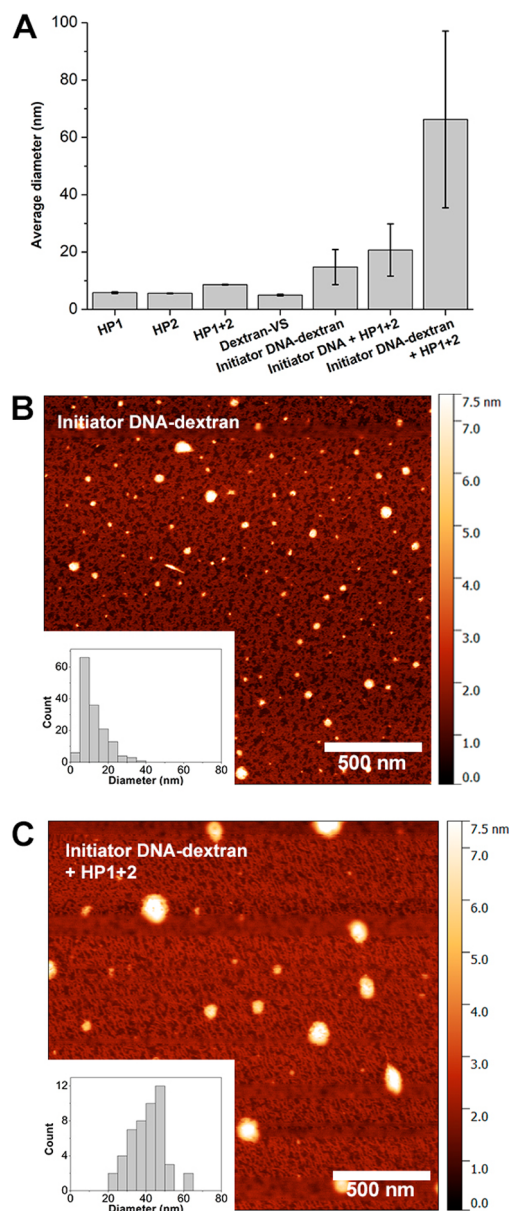 A
100
80
60
40
20
0
Average diameter (nm)
HP1
HP2
HP1+2
Dextran-VS
Initiator DNA-dextran
Initiator DNA + HP1+2
Initiator DNA-dextran
+ HP1+2
B
Initiator DNA-dextran
7.5 nm
7.0
6.0
5.0
4.0
3.0
2.0
1.0
0.0
60
40
20
0
Count
0 20 40 60 80
Diameter (nm)
500 nm
C
Initiator DNA-dextran
+ HP1+2
7.5 nm
7.0
6.0
5.0
4.0
3.0
2.0
1.0
0.0
12
8
4
0
Count
0 20 40 60 80
Diameter (nm)
500 nm